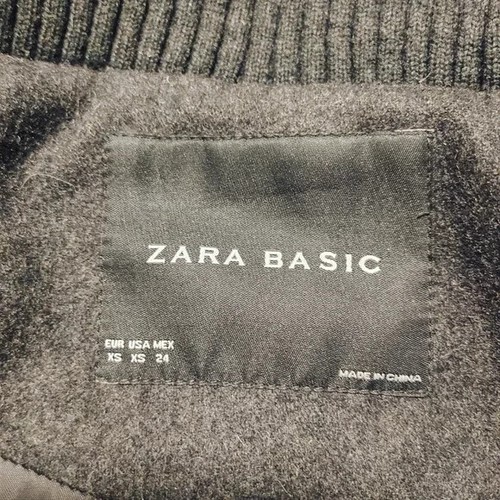 ZARA BASIC
EUR USA MEX
XS XS 24
MADE IN CHINA